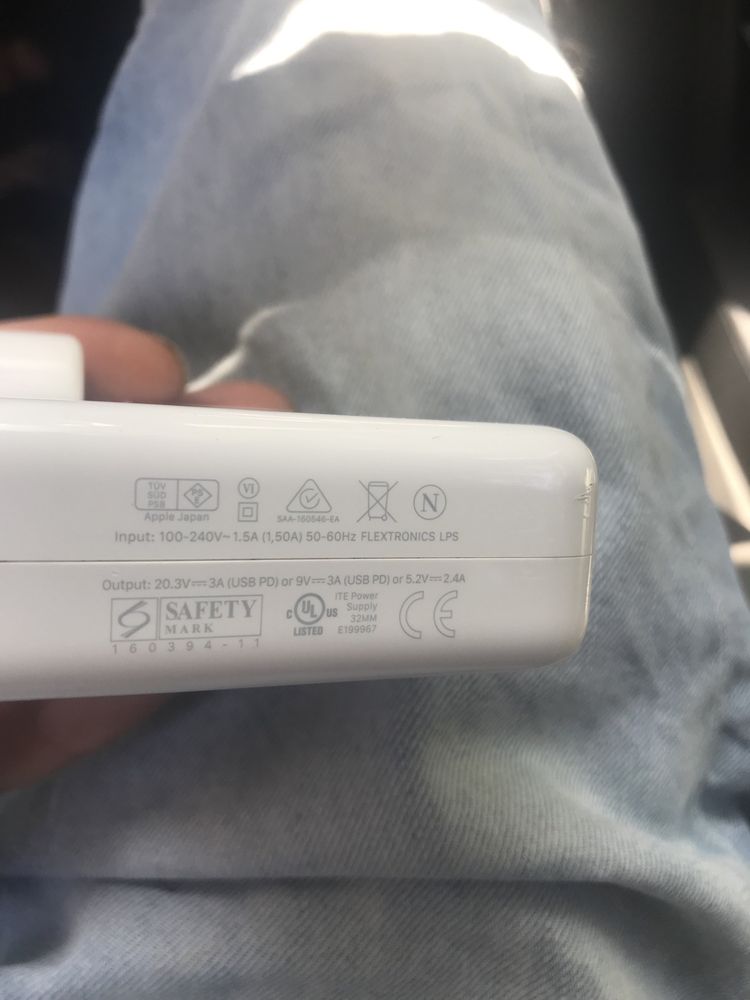 TÜV
SÜD
PSB
PS
E
VI
N
Apple Japan
SAA-160546-EA
Input: 100-240V~ 1.5A (1,50A) 50-60Hz FLEXTRONICS LPS
Output: 20.3V⎓ 3A (USB PD) or 9V⎓ 3A (USB PD) or 5.2V⎓ 2.4A
S SAFETY
MARK
160394-11
c UL US
LISTED
ITE Power
Supply
32MM
E199967
CE